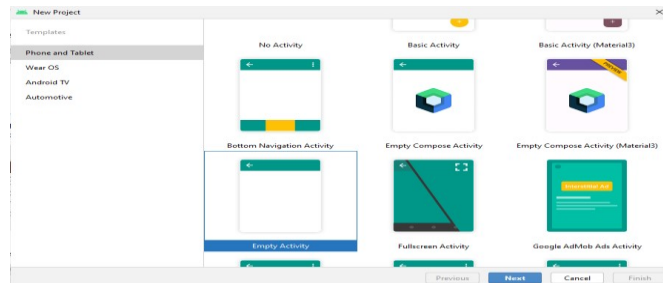 New Project
Templates
Phone and Tablet
Wear OS
Android TV
Automotive
No Activity
Basic Activity
Basic Activity (Material3)
PREVIEW
Bottom Navigation Activity
Empty Compose Activity
Empty Compose Activity (Material3)
Interstitial Ad
Empty Activity
Fullscreen Activity
Google AdMob Ads Activity
Previous
Next
Cancel
Finish